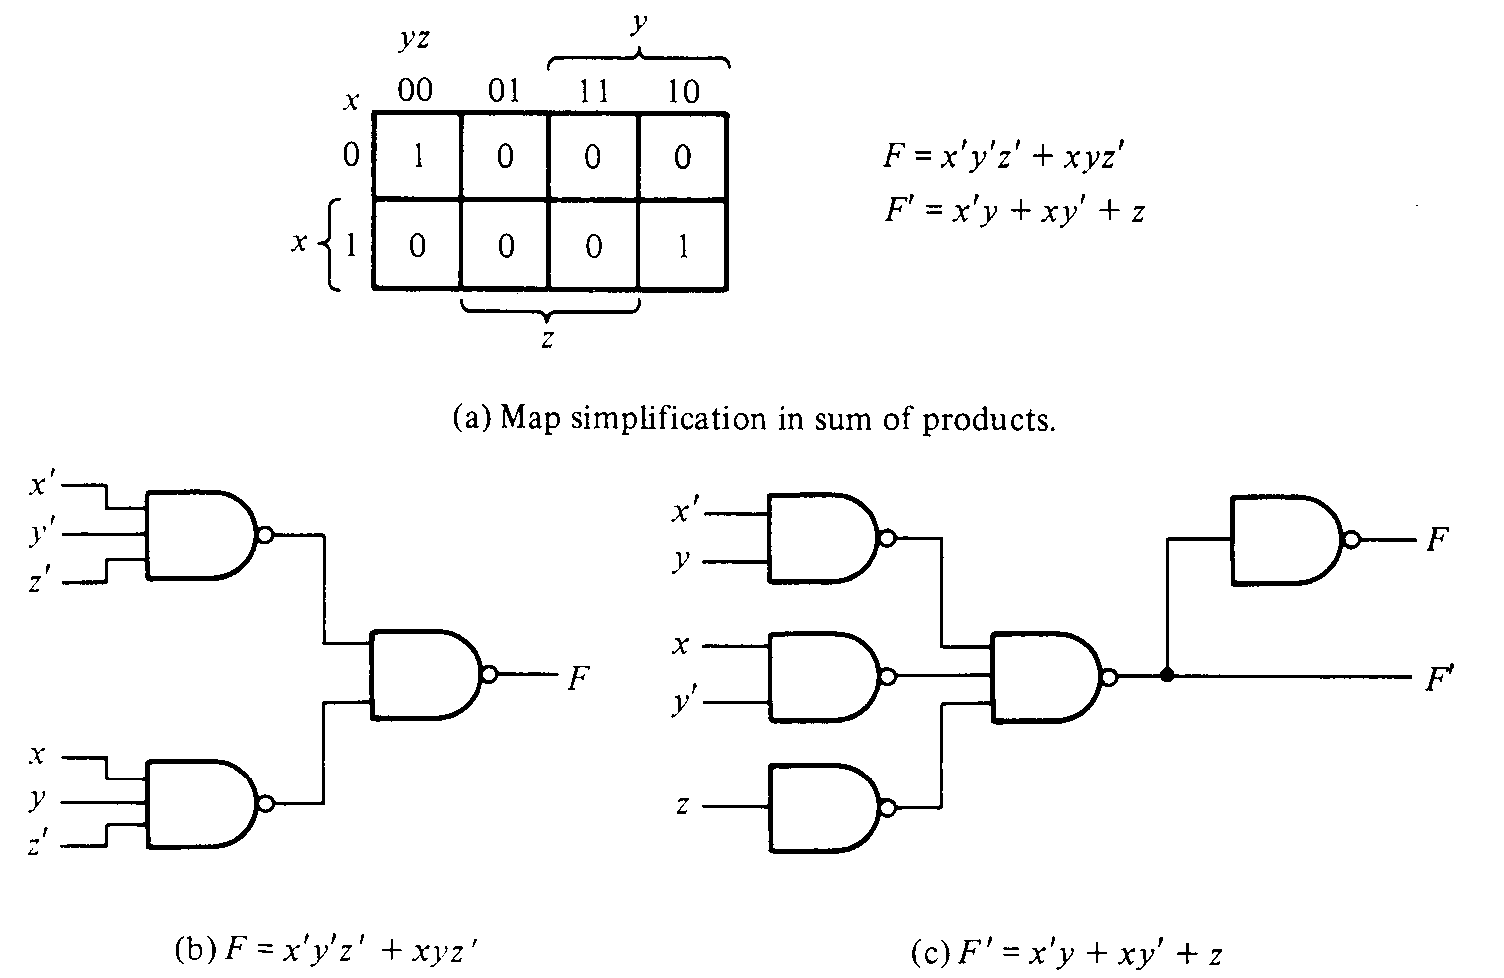 y
yz
x 00 01 11 10
0 1 0 0 0
x 1 0 0 0 1
z
F = x′y′z′ + xyz′
F′ = x′y + xy′ + z
(a) Map simplification in sum of products.
x′
y′
z′
x
y
z′
F
(b) F = x′y′z′ + xyz′
x′
y
x
y′
z
F
F′
(c) F′ = x′y + xy′ + z